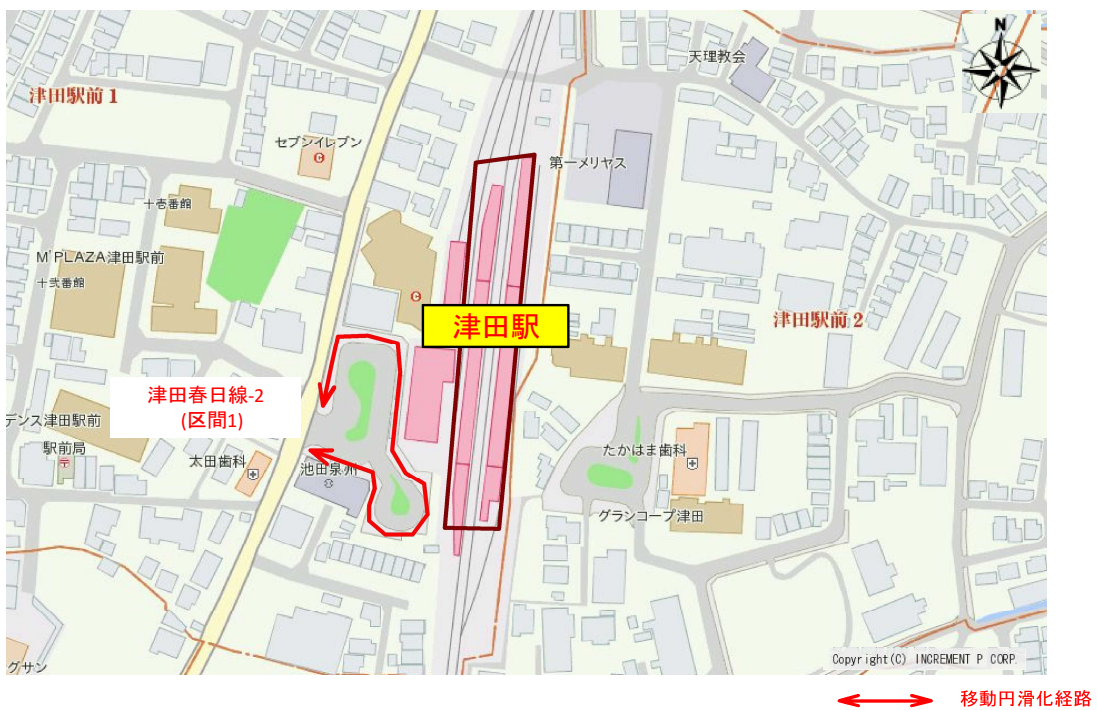 N
天理教会
津田駅前 1
セブンイレブン
第一メリヤス
十壱番館
M'PLAZA津田駅前
十弐番館
津田駅
津田駅前 2
津田春日線-2
(区間1)
デンス津田駅前
駅前局
太田歯科
池田泉州
たかはま歯科
グランコープ津田
グサン
Copyright(C) INCREMENT P CORP.
移動円滑化経路